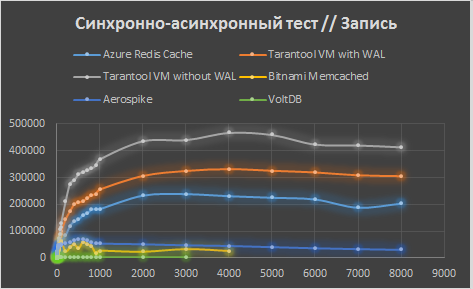 Синхронно-асинхронный тест // Запись
Azure Redis Cache
Tarantool VM with WAL
Tarantool VM without WAL
Bitnami Memcached
Aerospike
VoltDB
500000
400000
300000
200000
100000
0
0 1000 2000 3000 4000 5000 6000 7000 8000 9000